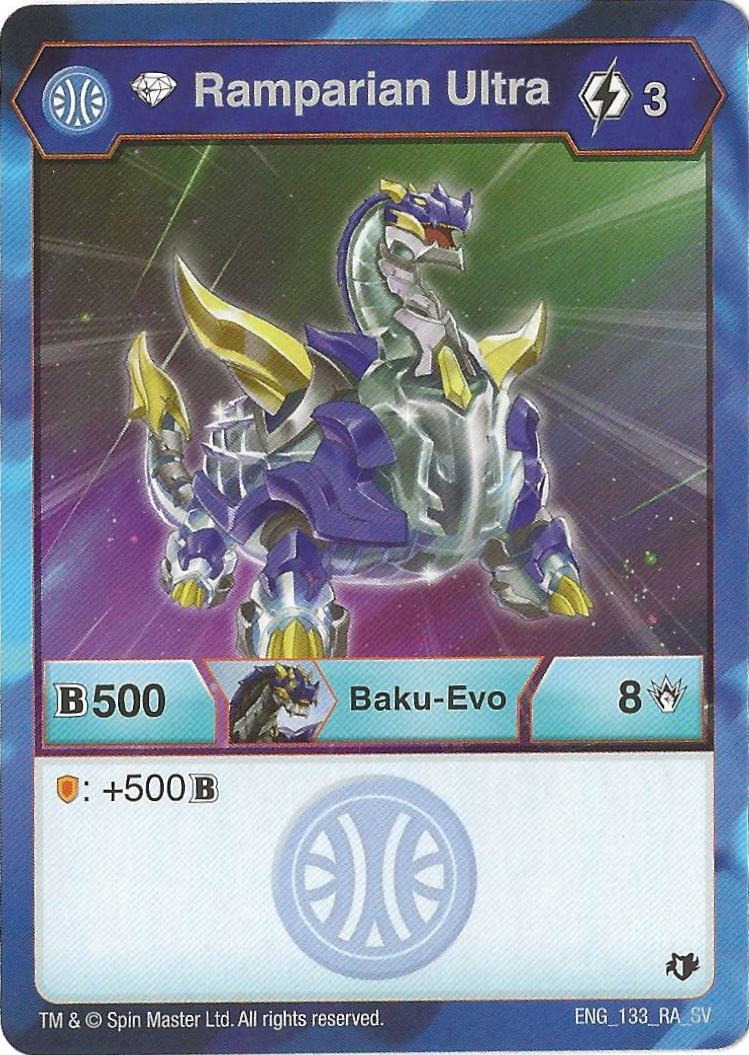 Ramparian Ultra 3
B500 Baku-Evo 8
: +500B
TM & © Spin Master Ltd. All rights reserved. ENG_133_RA_SV